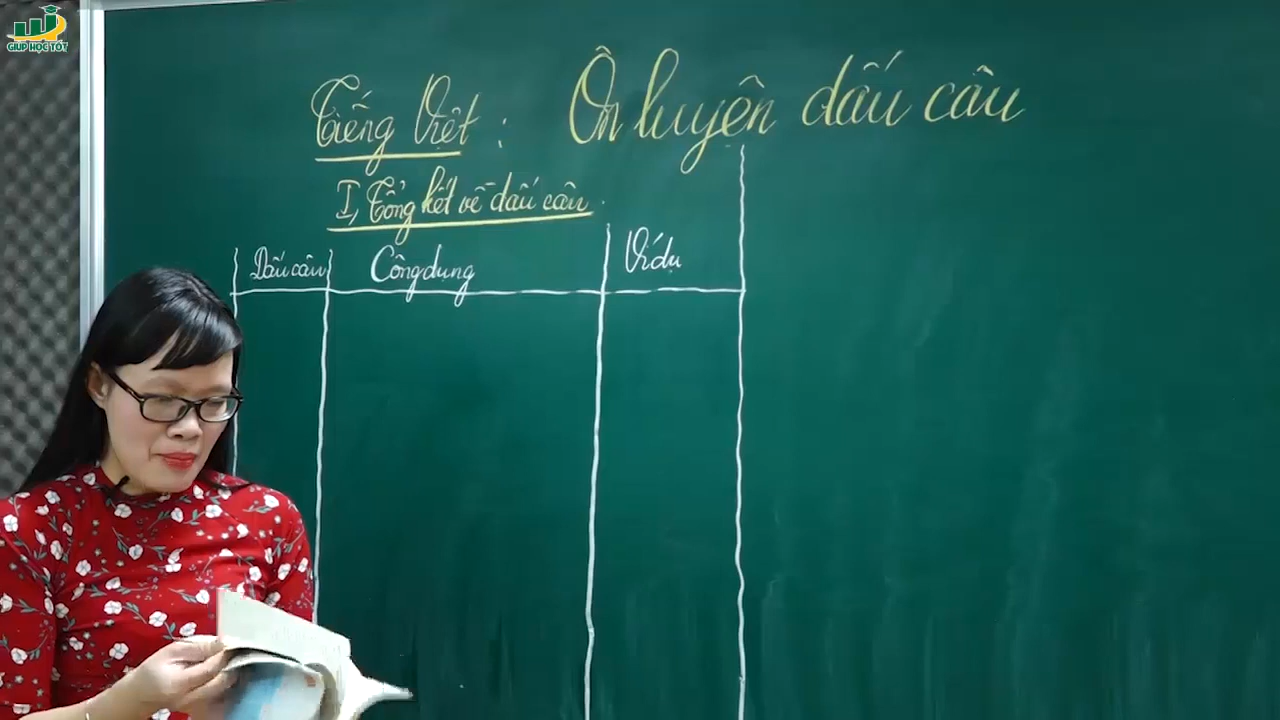 GIÚP HỌC TỐT
Tiếng Việt : Ôn luyện dấu câu
I, Tổng kết về dấu câu.
Dấu câu Công dụng Ví dụ